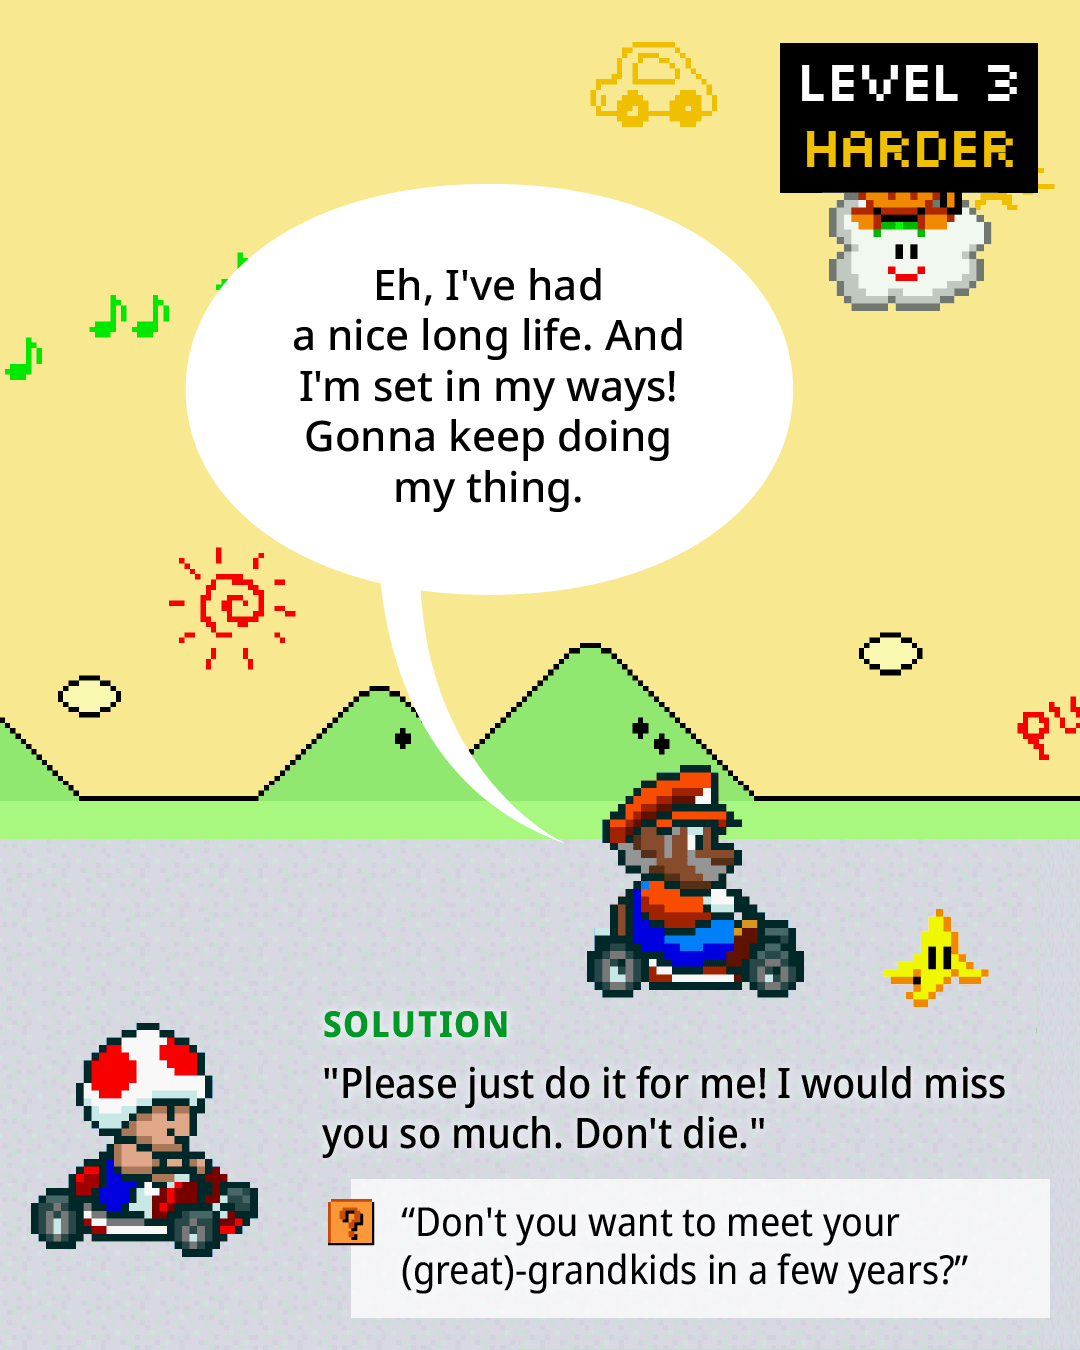 LEVEL 3
HARDER
Eh, I've had
a nice long life. And
I'm set in my ways!
Gonna keep doing
my thing.
SOLUTION
"Please just do it for me! I would miss
you so much. Don't die."
?
“Don't you want to meet your
(great)-grandkids in a few years?”